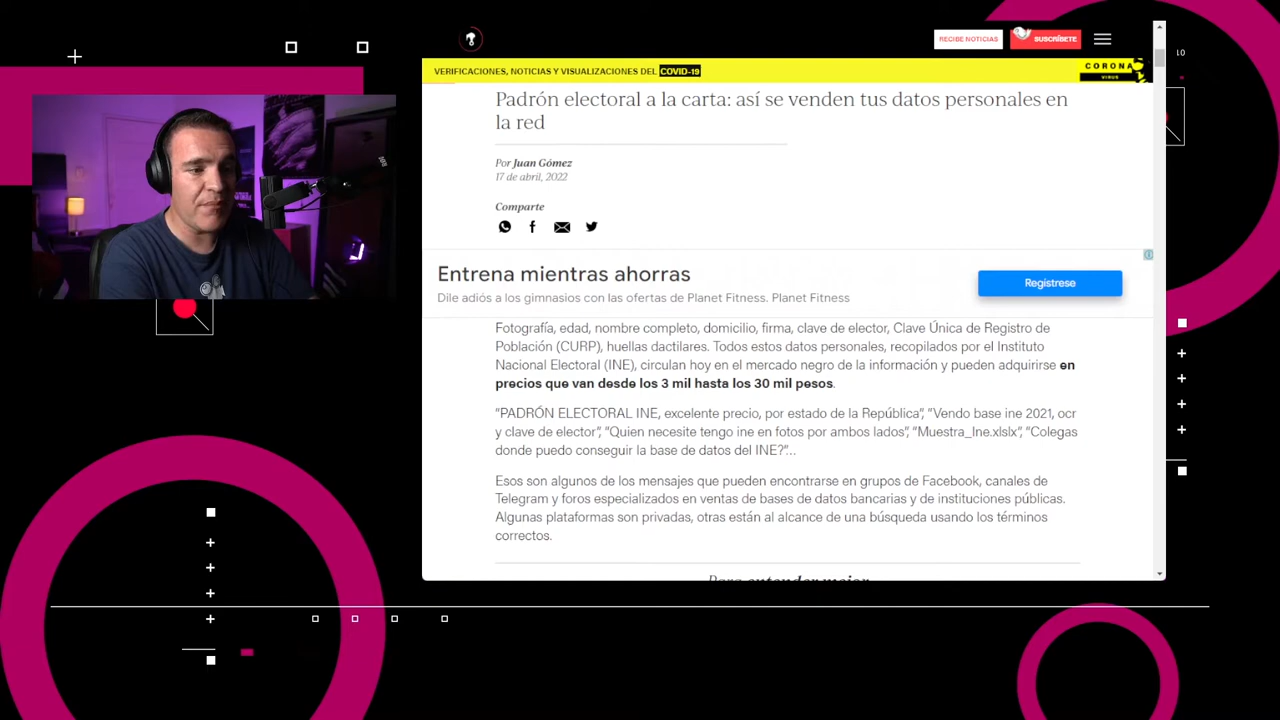 RECIBE NOTICIAS
SUSCRÍBETE
VERIFICACIONES, NOTICIAS Y VISUALIZACIONES DEL COVID-19
CORONA
VIRUS
Padrón electoral a la carta: así se venden tus datos personales en
la red
Por Juan Gómez
17 de abril, 2022
Comparte
Entrena mientras ahorras
Dile adiós a los gimnasios con las ofertas de Planet Fitness. Planet Fitness
Registrese
Fotografía, edad, nombre completo, domicilio, firma, clave de elector, Clave Única de Registro de
Población (CURP), huellas dactilares. Todos estos datos personales, recopilados por el Instituto
Nacional Electoral (INE), circulan hoy en el mercado negro de la información y pueden adquirirse en
precios que van desde los 3 mil hasta los 30 mil pesos.
“PADRÓN ELECTORAL INE, excelente precio, por estado de la República”, “Vendo base ine 2021, ocr
y clave de elector”, “Quien necesite tengo ine en fotos por ambos lados”, “Muestra_Ine.xlslx”, “Colegas
donde puedo conseguir la base de datos del INE?”...
Esos son algunos de los mensajes que pueden encontrarse en grupos de Facebook, canales de
Telegram y foros especializados en ventas de bases de datos bancarias y de instituciones públicas.
Algunas plataformas son privadas, otras están al alcance de una búsqueda usando los términos
correctos.
Para entender mejor